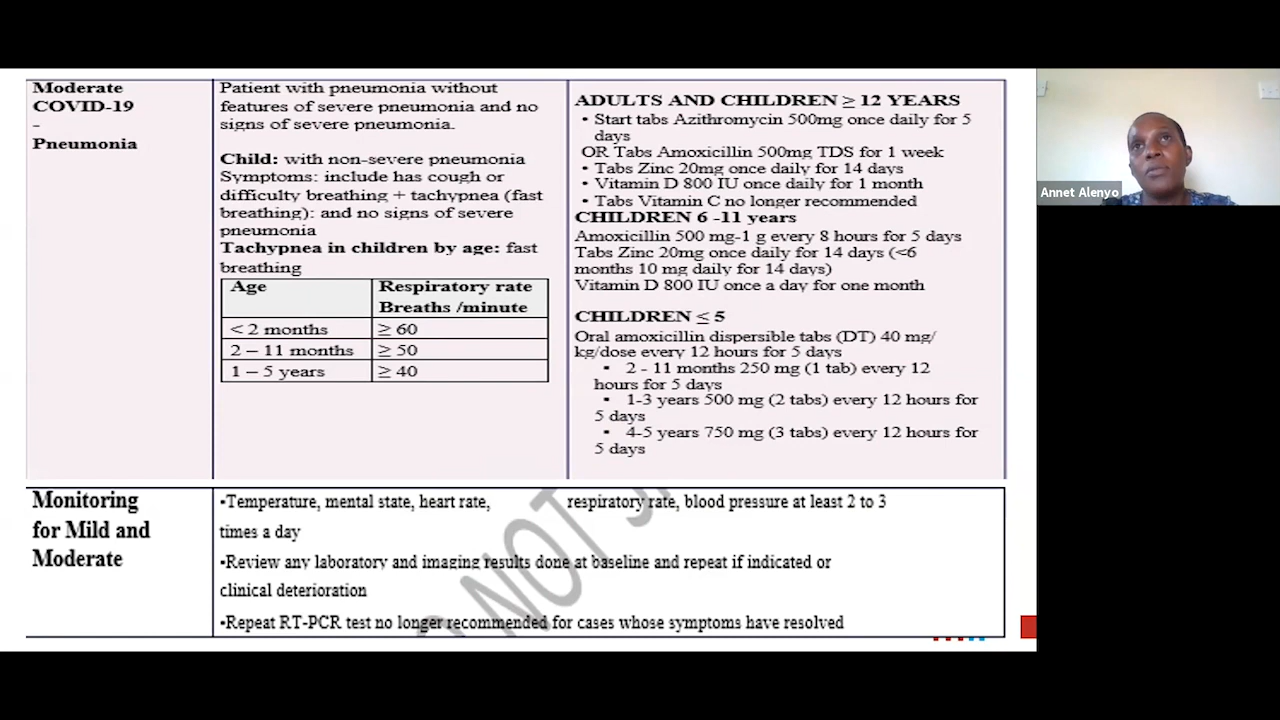 Moderate
COVID-19
-
Pneumonia
Patient with pneumonia without
features of severe pneumonia and no
signs of severe pneumonia.
Child: with non-severe pneumonia
Symptoms: include has cough or
difficulty breathing + tachypnea (fast
breathing): and no signs of severe
pneumonia
Tachypnea in children by age: fast
breathing
Age Respiratory rate
Breaths /minute
< 2 months ≥ 60
2 – 11 months ≥ 50
1 – 5 years ≥ 40
ADULTS AND CHILDREN ≥ 12 YEARS
• Start tabs Azithromycin 500mg once daily for 5
days
OR Tabs Amoxicillin 500mg TDS for 1 week
• Tabs Zinc 20mg once daily for 14 days
• Vitamin D 800 IU once daily for 1 month
• Tabs Vitamin C no longer recommended
CHILDREN 6 -11 years
Amoxicillin 500 mg-1 g every 8 hours for 5 days
Tabs Zinc 20mg once daily for 14 days (<6
months 10 mg daily for 14 days)
Vitamin D 800 IU once a day for one month
CHILDREN ≤ 5
Oral amoxicillin dispersible tabs (DT) 40 mg/
kg/dose every 12 hours for 5 days
▪ 2 - 11 months 250 mg (1 tab) every 12
hours for 5 days
▪ 1-3 years 500 mg (2 tabs) every 12 hours for
5 days
▪ 4-5 years 750 mg (3 tabs) every 12 hours for
5 days
Monitoring
for Mild and
Moderate
▪Temperature, mental state, heart rate, respiratory rate, blood pressure at least 2 to 3
times a day
▪Review any laboratory and imaging results done at baseline and repeat if indicated or
clinical deterioration
▪Repeat RT-PCR test no longer recommended for cases whose symptoms have resolved
NOT
Annet Alenyo